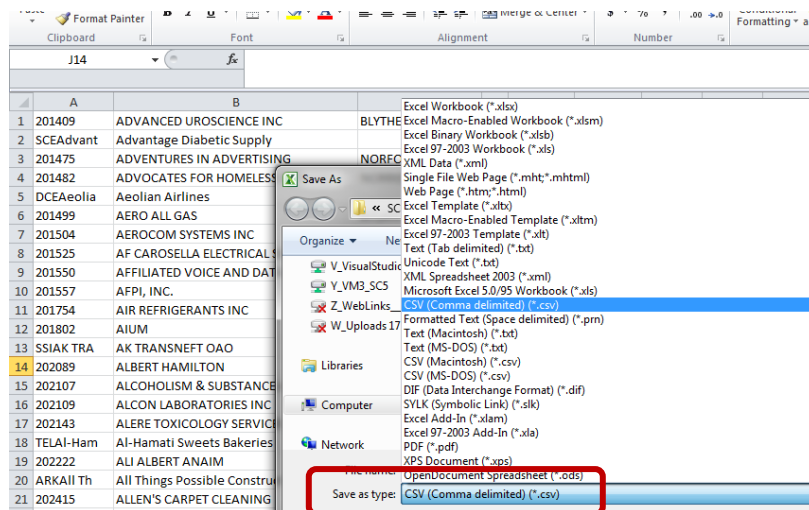 Format Painter
B I U
Merge & Center
$ % , .00 →.0
Formatting
Clipboard Font Alignment Number
J14 fx
A B
1 201409 ADVANCED UROSCIENCE INC BLYTHE
2 SCEAdvant Advantage Diabetic Supply
3 201475 ADVENTURES IN ADVERTISING NORFO
4 201482 ADVOCATES FOR HOMELESS
5 DCEAeolia Aeolian Airlines
6 201499 AERO ALL GAS
7 201504 AEROCOM SYSTEMS INC
8 201525 AF CAROSELLA ELECTRICAL S
9 201550 AFFILIATED VOICE AND DAT
10 201557 AFPI, INC.
11 201754 AIR REFRIGERANTS INC
12 201802 AIUM
13 SSIAK TRA AK TRANSNEFT OAO
14 202089 ALBERT HAMILTON
15 202107 ALCOHOLISM & SUBSTANCE
16 202109 ALCON LABORATORIES INC
17 202143 ALERE TOXICOLOGY SERVICE
18 TELAl-Ham Al-Hamati Sweets Bakeries
19 202222 ALI ALBERT ANAIM
20 ARKAll Th All Things Possible Constru
21 202415 ALLEN'S CARPET CLEANING
Save As
« SC
Organize Ne
V_VisualStudio
Y_VM3_SC5
Z_WebLinks_
W_Uploads 17
Libraries
Computer
Network
File name:
Save as type: CSV (Comma delimited) (*.csv)
Excel Workbook (*.xlsx)
Excel Macro-Enabled Workbook (*.xlsm)
Excel Binary Workbook (*.xlsb)
Excel 97-2003 Workbook (*.xls)
XML Data (*.xml)
Single File Web Page (*.mht;*.mhtml)
Web Page (*.htm;*.html)
Excel Template (*.xltx)
Excel Macro-Enabled Template (*.xltm)
Excel 97-2003 Template (*.xlt)
Text (Tab delimited) (*.txt)
Unicode Text (*.txt)
XML Spreadsheet 2003 (*.xml)
Microsoft Excel 5.0/95 Workbook (*.xls)
CSV (Comma delimited) (*.csv)
Formatted Text (Space delimited) (*.prn)
Text (Macintosh) (*.txt)
Text (MS-DOS) (*.txt)
CSV (Macintosh) (*.csv)
CSV (MS-DOS) (*.csv)
DIF (Data Interchange Format) (*.dif)
SYLK (Symbolic Link) (*.slk)
Excel Add-In (*.xlam)
Excel 97-2003 Add-In (*.xla)
PDF (*.pdf)
XPS Document (*.xps)
OpenDocument Spreadsheet (*.ods)